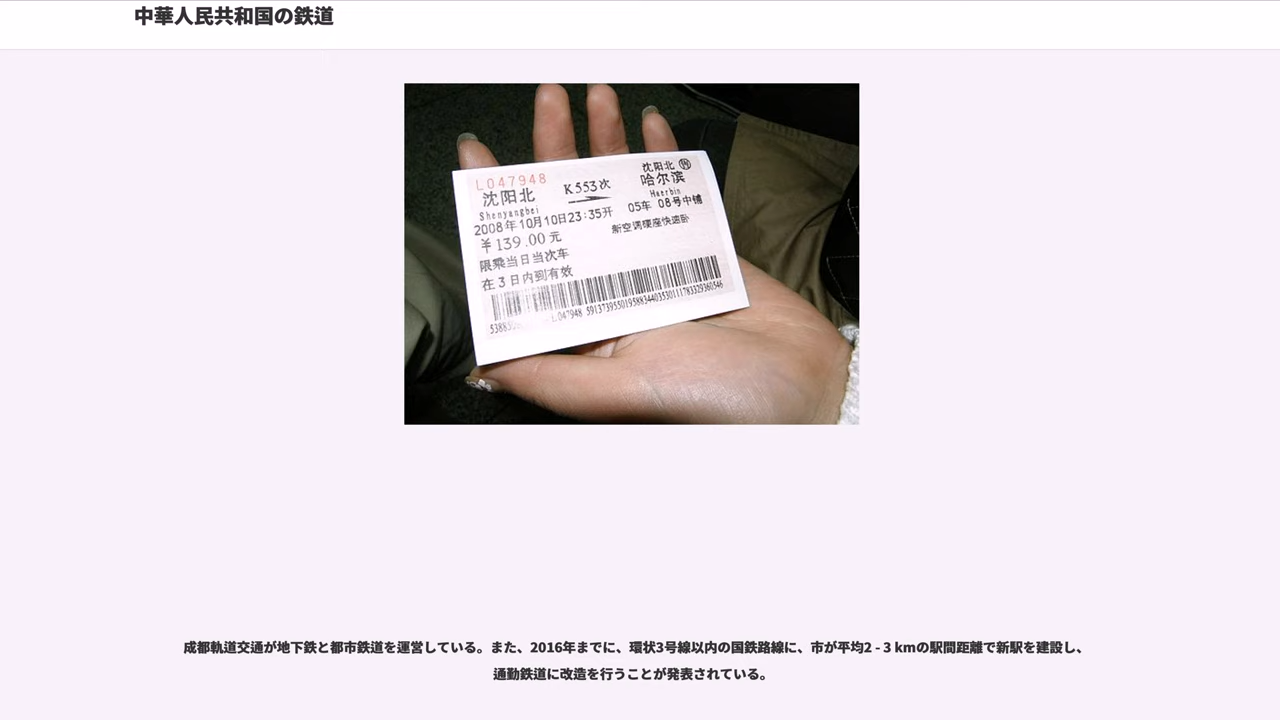 中華人民共和国の鉄道
L047948
沈阳北 K553次 哈尔滨
沈阳北
Shenyangbei Haerbin
2008年10月10日23:35开 05车 08号中铺
￥139.00元 新空调硬座快速卧
限乘当日当次车
在3日内到有效
L047948
成都軌道交通が地下鉄と都市鉄道を運営している。また、2016年までに、環状3号線以内の国鉄路線に、市が平均2 - 3 kmの駅間距離で新駅を建設し、
通勤鉄道に改造を行うことが発表されている。